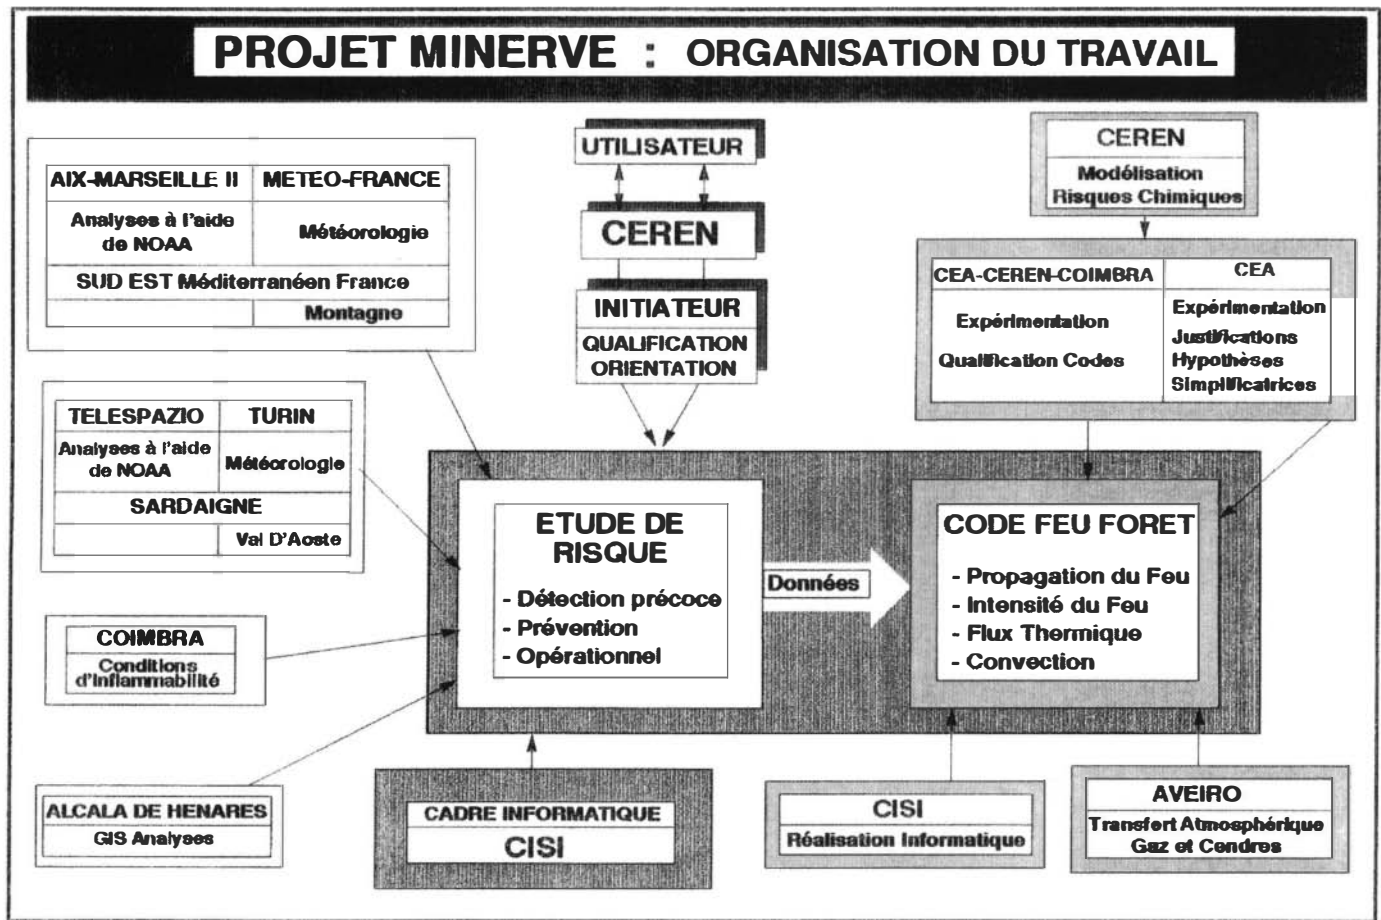 PROJET MINERVE : ORGANISATION DU TRAVAIL
AIX-MARSEILLE II
METEO-FRANCE
Analyses à l'aide
de NOAA
Météorologie
SUD EST Méditerranéen France
Montagne
UTILISATEUR
CEREN
INITIATEUR
QUALIFICATION
ORIENTATION
CEREN
Modélisation
Risques Chimiques
CEA-CEREN-COIMBRA
Expérimentation
Qualification Codes
CEA
Expérimentation
Justifications
Hypothèses
Simplificatrices
TELESPAZIO
TURIN
Analyses à l'aide
de NOAA
Météorologie
SARDAIGNE
Val D'Aoste
ETUDE DE
RISQUE
- Détection précoce
- Prévention
- Opérationnel
Données
CODE FEU FORET
- Propagation du Feu
- Intensité du Feu
- Flux Thermique
- Convection
COIMBRA
Conditions
d'Inflammabilité
ALCALA DE HENARES
GIS Analyses
CADRE INFORMATIQUE
CISI
CISI
Réalisation Informatique
AVEIRO
Transfert Atmosphérique
Gaz et Cendres